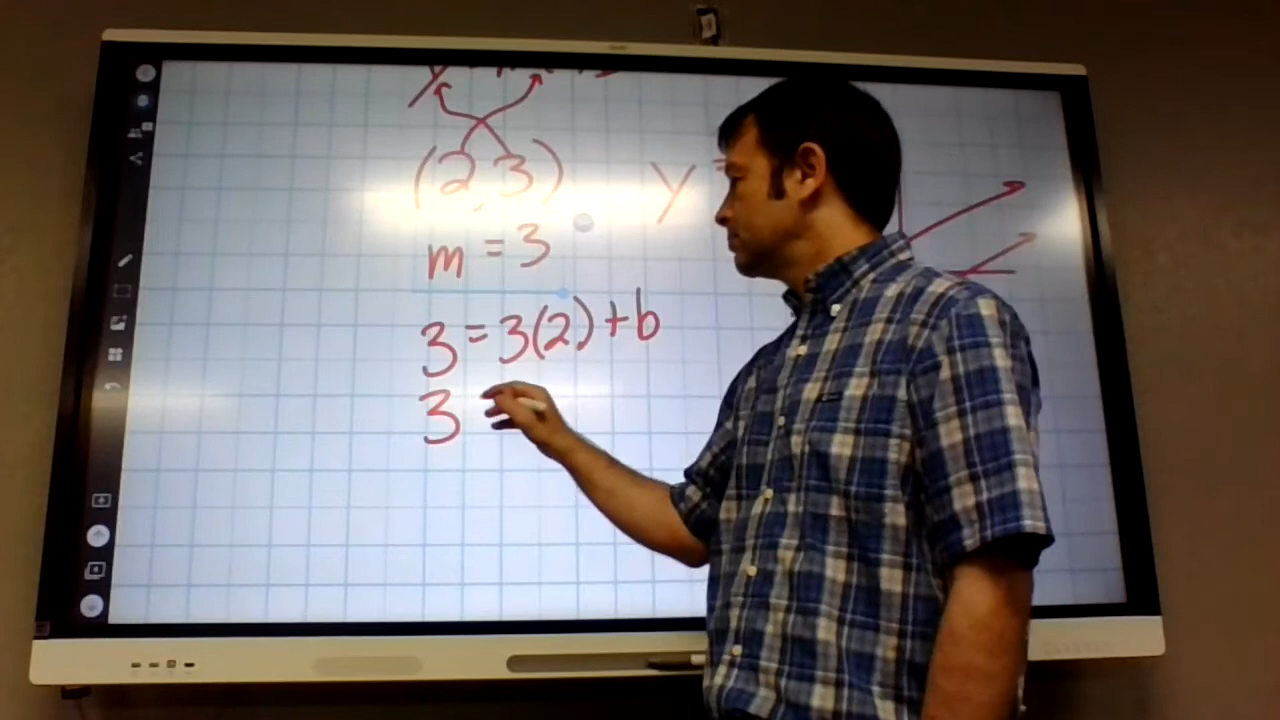 (2,3)
y =
m = 3
3 = 3(2) + b
3 =